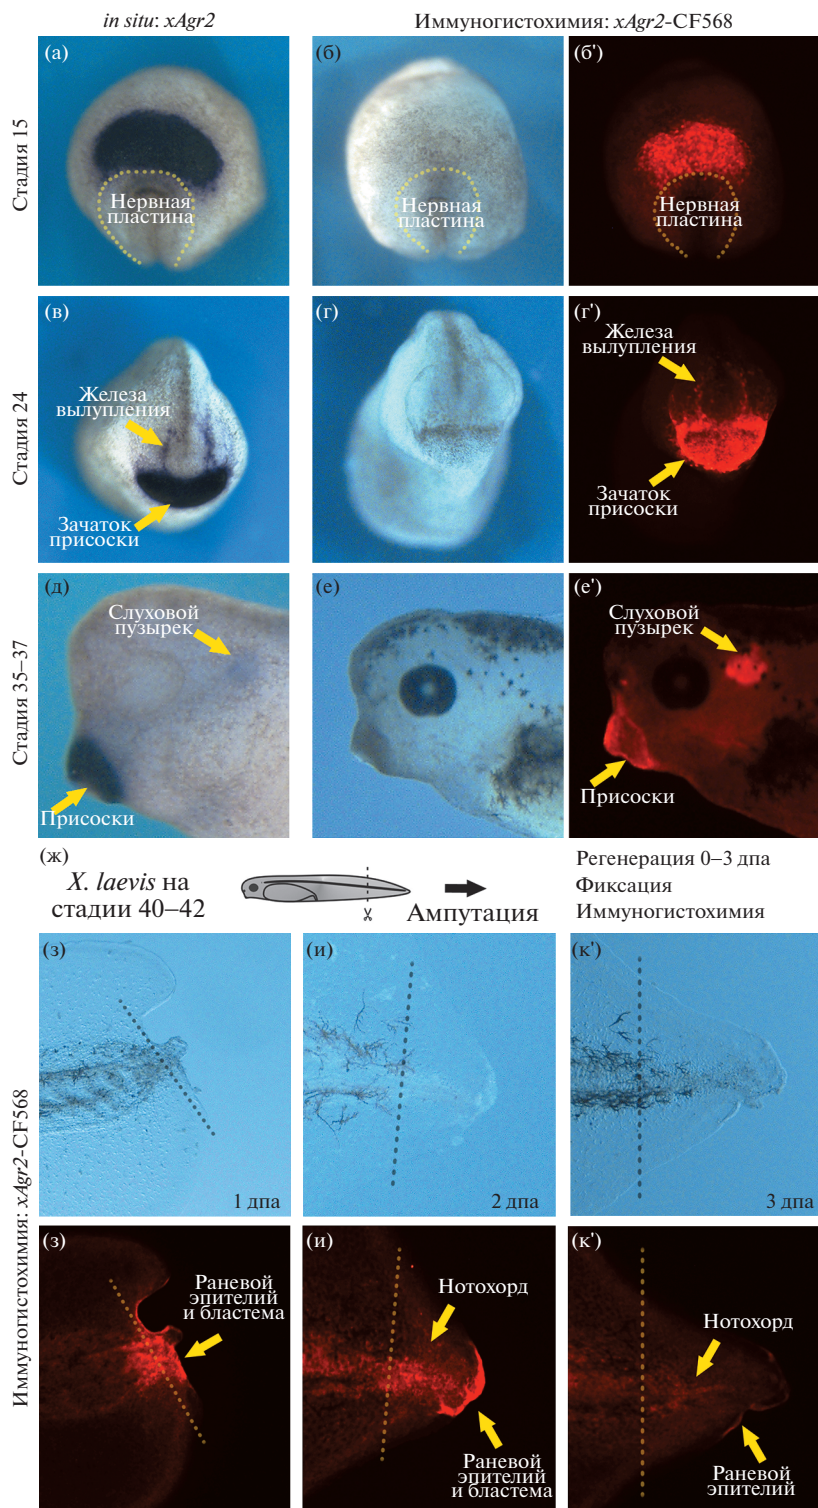 in situ: xAgr2
Иммуногистохимия: xAgr2-CF568
Стадия 15
(а)
Нервная
пластина
(б)
Нервная
пластина
(б')
Нервная
пластина
Стадия 24
(в)
Железа
вылупления
Зачаток
присоски
(г)
(г')
Железа
вылупления
Зачаток
присоски
Стадия 35–37
(д)
Слуховой
пузырек
Присоски
(е)
(е')
Слуховой
пузырек
Присоски
(ж)
X. laevis на
стадии 40–42
Ампутация
Регенерация 0–3 дпа
Фиксация
Иммуногистохимия
Иммуногистохимия: xAgr2-CF568
(з)
1 дпа
(и)
2 дпа
(к')
3 дпа
(з)
Раневой
эпителий
и бластема
(и)
Нотохорд
Раневой
эпителий
и бластема
(к')
Нотохорд
Раневой
эпителий